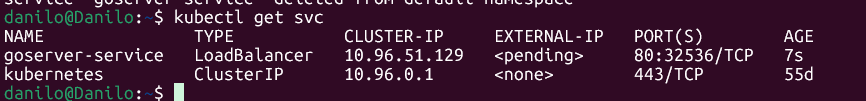 service "goserver-service" deleted from default namespace
danilo@Danilo:~$ kubectl get svc
NAME TYPE CLUSTER-IP EXTERNAL-IP PORT(S) AGE
goserver-service LoadBalancer 10.96.51.129 <pending> 80:32536/TCP 7s
kubernetes ClusterIP 10.96.0.1 <none> 443/TCP 55d
danilo@Danilo:~$